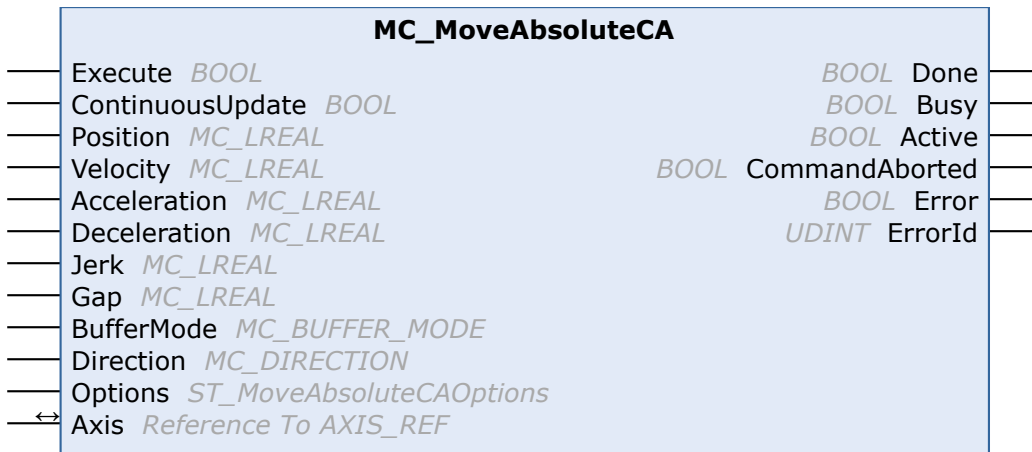 MC_MoveAbsoluteCA
Execute BOOL BOOL Done
ContinuousUpdate BOOL BOOL Busy
Position MC_LREAL BOOL Active
Velocity MC_LREAL BOOL CommandAborted
Acceleration MC_LREAL BOOL Error
Deceleration MC_LREAL UDINT ErrorId
Jerk MC_LREAL
Gap MC_LREAL
BufferMode MC_BUFFER_MODE
Direction MC_DIRECTION
Options ST_MoveAbsoluteCAOptions
Axis Reference To AXIS_REF